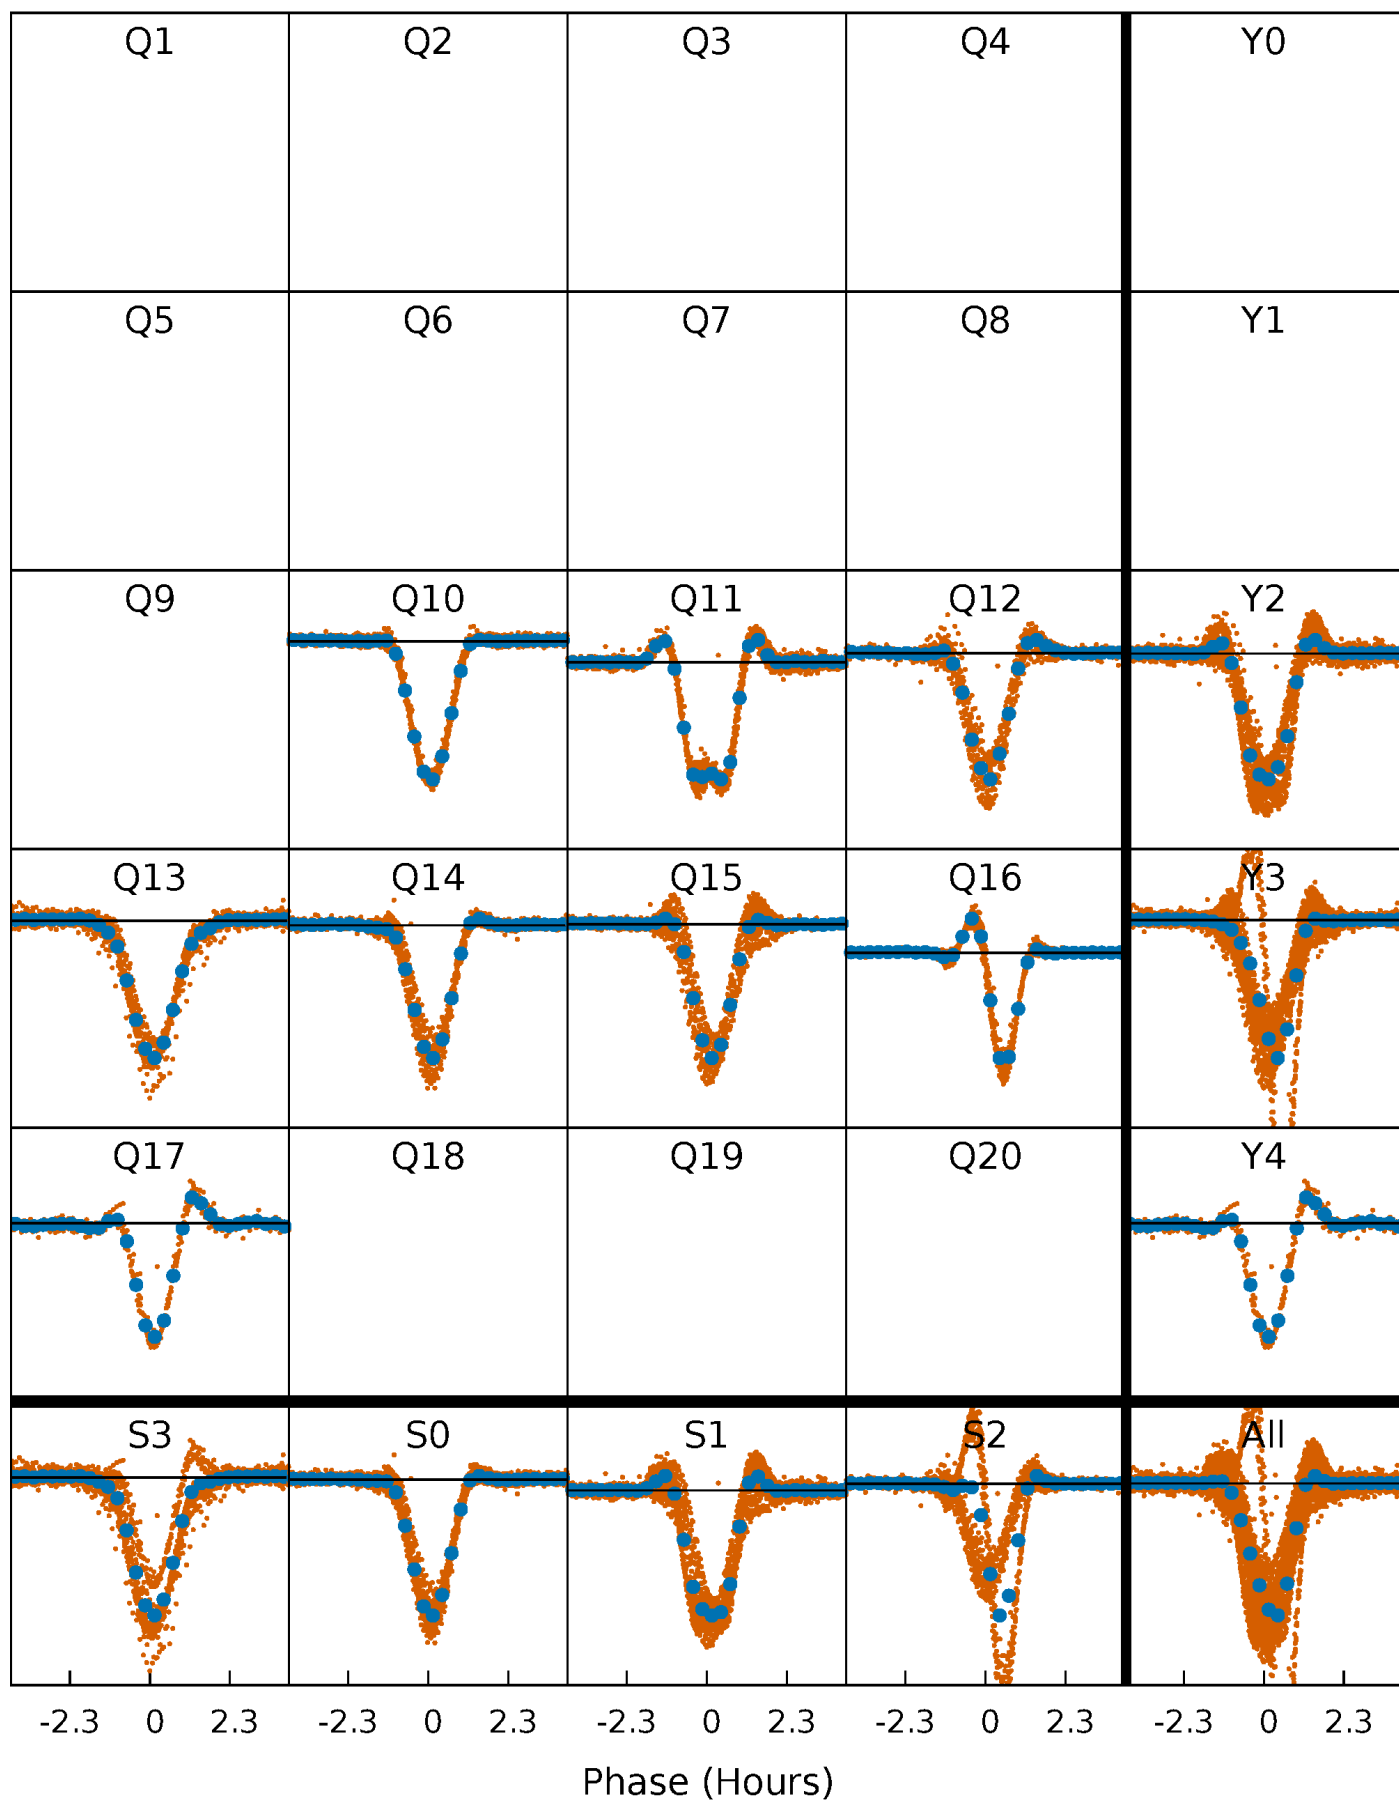 Q1 Q2 Q3 Q4 Y0
Q5 Q6 Q7 Q8 Y1
Q9 Q10 Q11 Q12 Y2
Q13 Q14 Q15 Q16 Y3
Q17 Q18 Q19 Q20 Y4
S3 S0 S1 S2 All
-2.3 0 2.3 -2.3 0 2.3 -2.3 0 2.3 -2.3 0 2.3 -2.3 0 2.3
Phase (Hours)